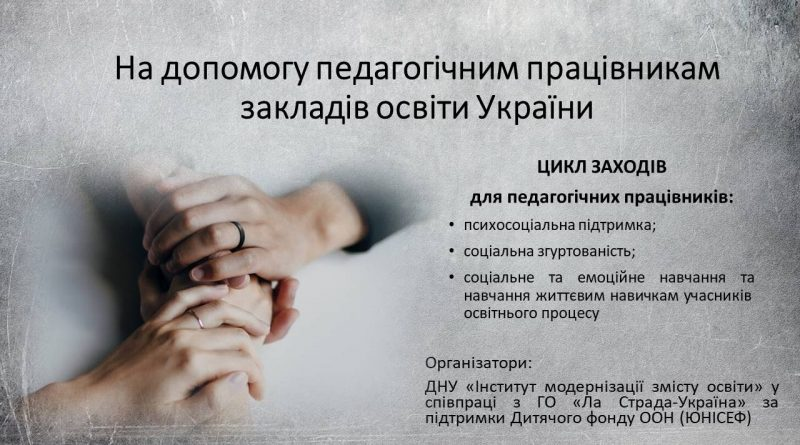 На допомогу педагогічним працівникам
закладів освіти України
ЦИКЛ ЗАХОДІВ
для педагогічних працівників:
• психосоціальна підтримка;
• соціальна згуртованість;
• соціальне та емоційне навчання та
навчання життєвим навичкам учасників
освітнього процесу
Організатори:
ДНУ «Інститут модернізації змісту освіти» у
співпраці з ГО «Ла Страда-Україна» за
підтримки Дитячого фонду ООН (ЮНІСЕФ)